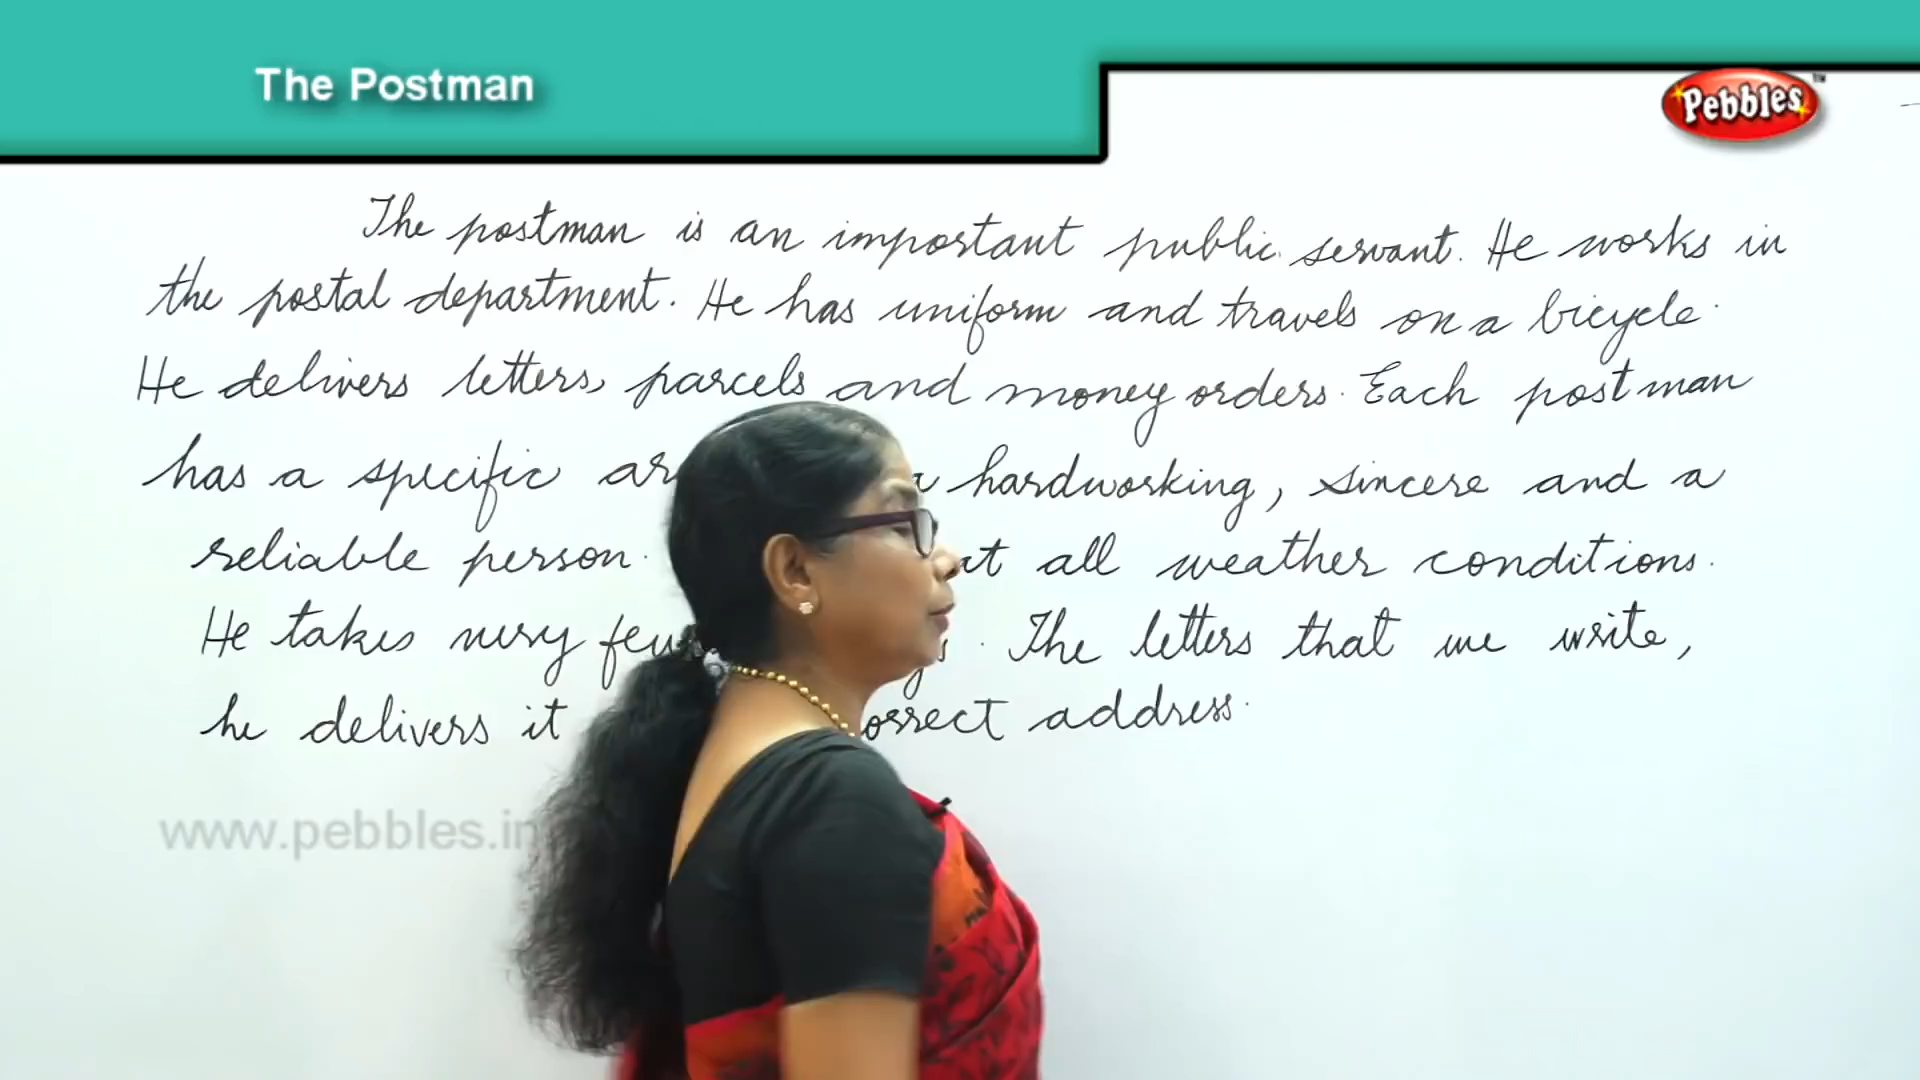 The Postman
Pebbles
TM
The postman is an important public servant. He works in
the postal department. He has uniform and travels on a bicycle.
He delivers letters, parcels and money orders. Each postman
has a specific hardworking, sincere and a
reliable person. at all weather conditions.
He takes very few The letters that we write,
he delivers it address.
www.pebbles.in